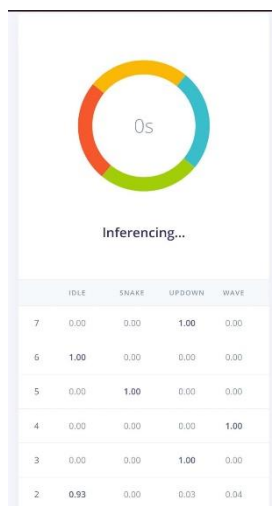 0s
Inferencing...
IDLE SNAKE UPDOWN WAVE
7 0.00 0.00 1.00 0.00
6 1.00 0.00 0.00 0.00
5 0.00 1.00 0.00 0.00
4 0.00 0.00 0.00 1.00
3 0.00 0.00 1.00 0.00
2 0.93 0.00 0.03 0.04